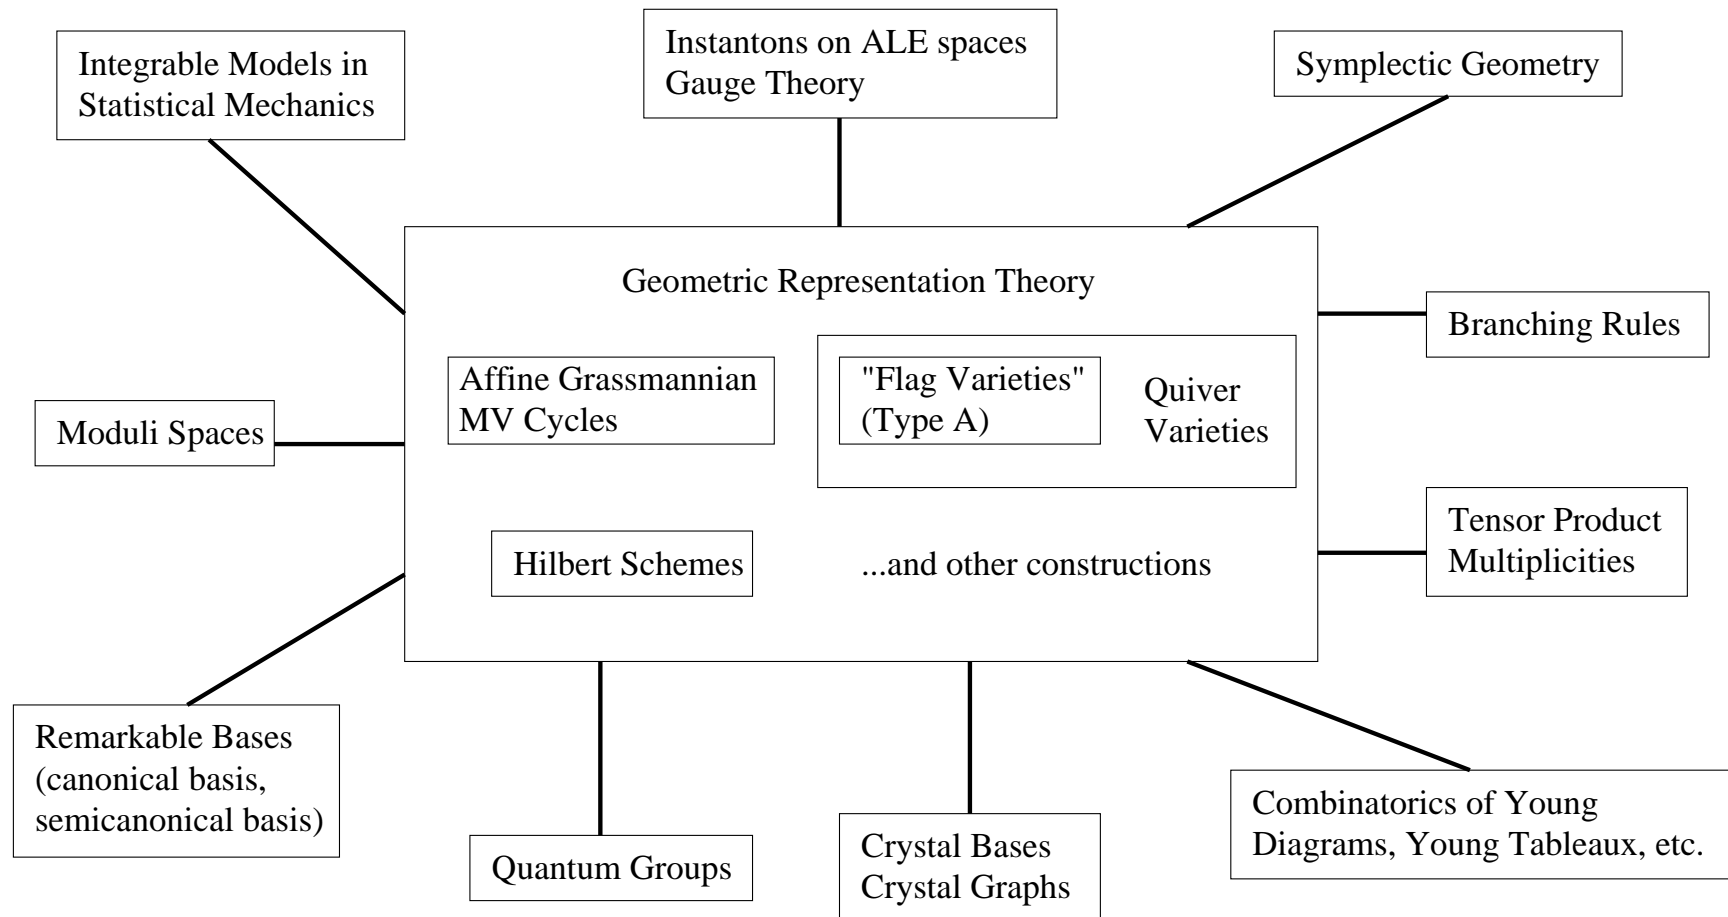 Integrable Models in
Statistical Mechanics
Instantons on ALE spaces
Gauge Theory
Symplectic Geometry
Geometric Representation Theory
Branching Rules
Affine Grassmannian
MV Cycles
"Flag Varieties"
(Type A)
Quiver
Varieties
Moduli Spaces
Tensor Product
Multiplicities
Hilbert Schemes
...and other constructions
Remarkable Bases
(canonical basis,
semicanonical basis)
Quantum Groups
Crystal Bases
Crystal Graphs
Combinatorics of Young
Diagrams, Young Tableaux, etc.